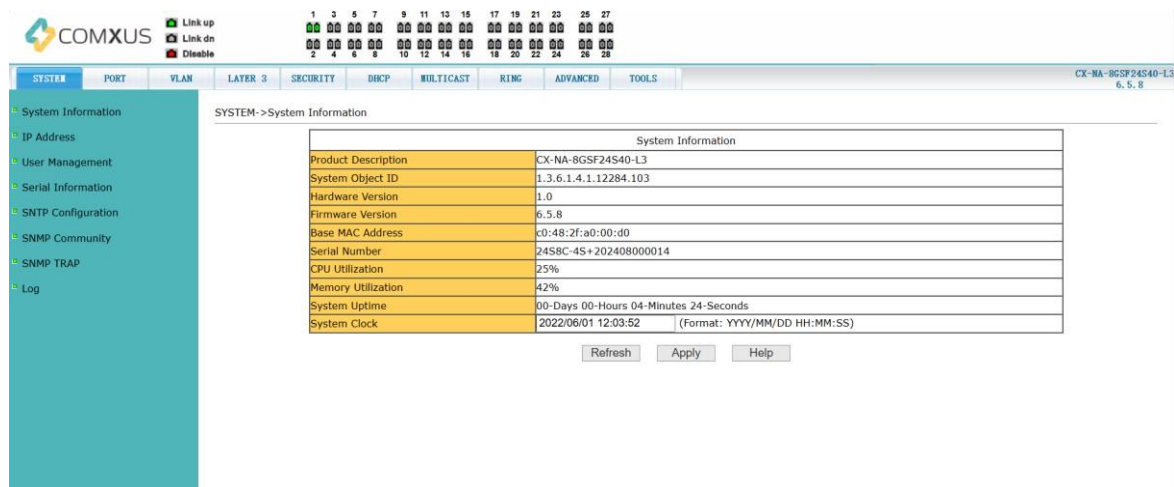 COMXUS
Link up
Link dn
Disable
1 3 5 7 9 11 13 15 17 19 21 23 25 27
2 4 6 8 10 12 14 16 18 20 22 24 26 28
SYSTEM PORT VLAN LAYER 3 SECURITY DHCP MULTICAST RING ADVANCED TOOLS
CX-NA-8GSF24S40-L3
6.5.8
System Information
IP Address
User Management
Serial Information
SNTP Configuration
SNMP Community
SNMP TRAP
Log
SYSTEM->System Information
System Information
Product Description CX-NA-8GSF24S40-L3
System Object ID 1.3.6.1.4.1.12284.103
Hardware Version 1.0
Firmware Version 6.5.8
Base MAC Address c0:48:2f:a0:00:d0
Serial Number 24S8C-4S+202408000014
CPU Utilization 25%
Memory Utilization 42%
System Uptime 00-Days 00-Hours 04-Minutes 24-Seconds
System Clock 2022/06/01 12:03:52 (Format: YYYY/MM/DD HH:MM:SS)
Refresh Apply Help